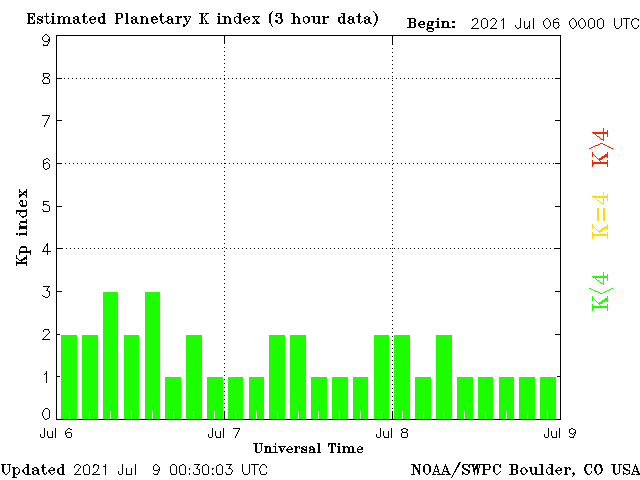 Estimated Planetary K index (3 hour data)
Begin: 2021 Jul 06 0000 UTC
9
8
7
6
5
4
3
2
1
0
Kp index
Jul 6 Jul 7 Jul 8 Jul 9
Universal Time
K>4
K=4
K<4
Updated 2021 Jul 9 00:30:03 UTC
NOAA/SWPC Boulder, CO USA